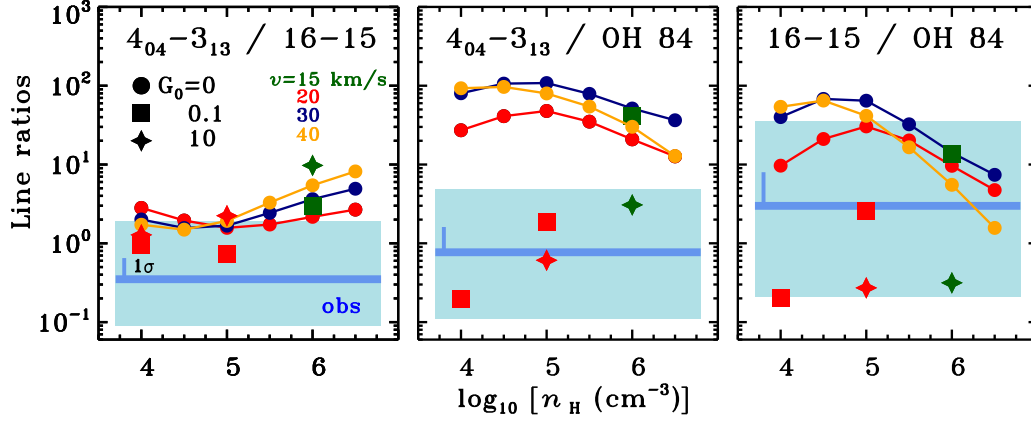 4₀₄−3₁₃ / 16−15
4₀₄−3₁₃ / OH 84
16−15 / OH 84
Line ratios
10³
10²
10¹
10⁰
10⁻¹
G₀=0
0.1
10
υ=15 km/s
20
30
40
1σ
obs
4 5 6
4 5 6
4 5 6
log₁₀ [n H (cm⁻³)]